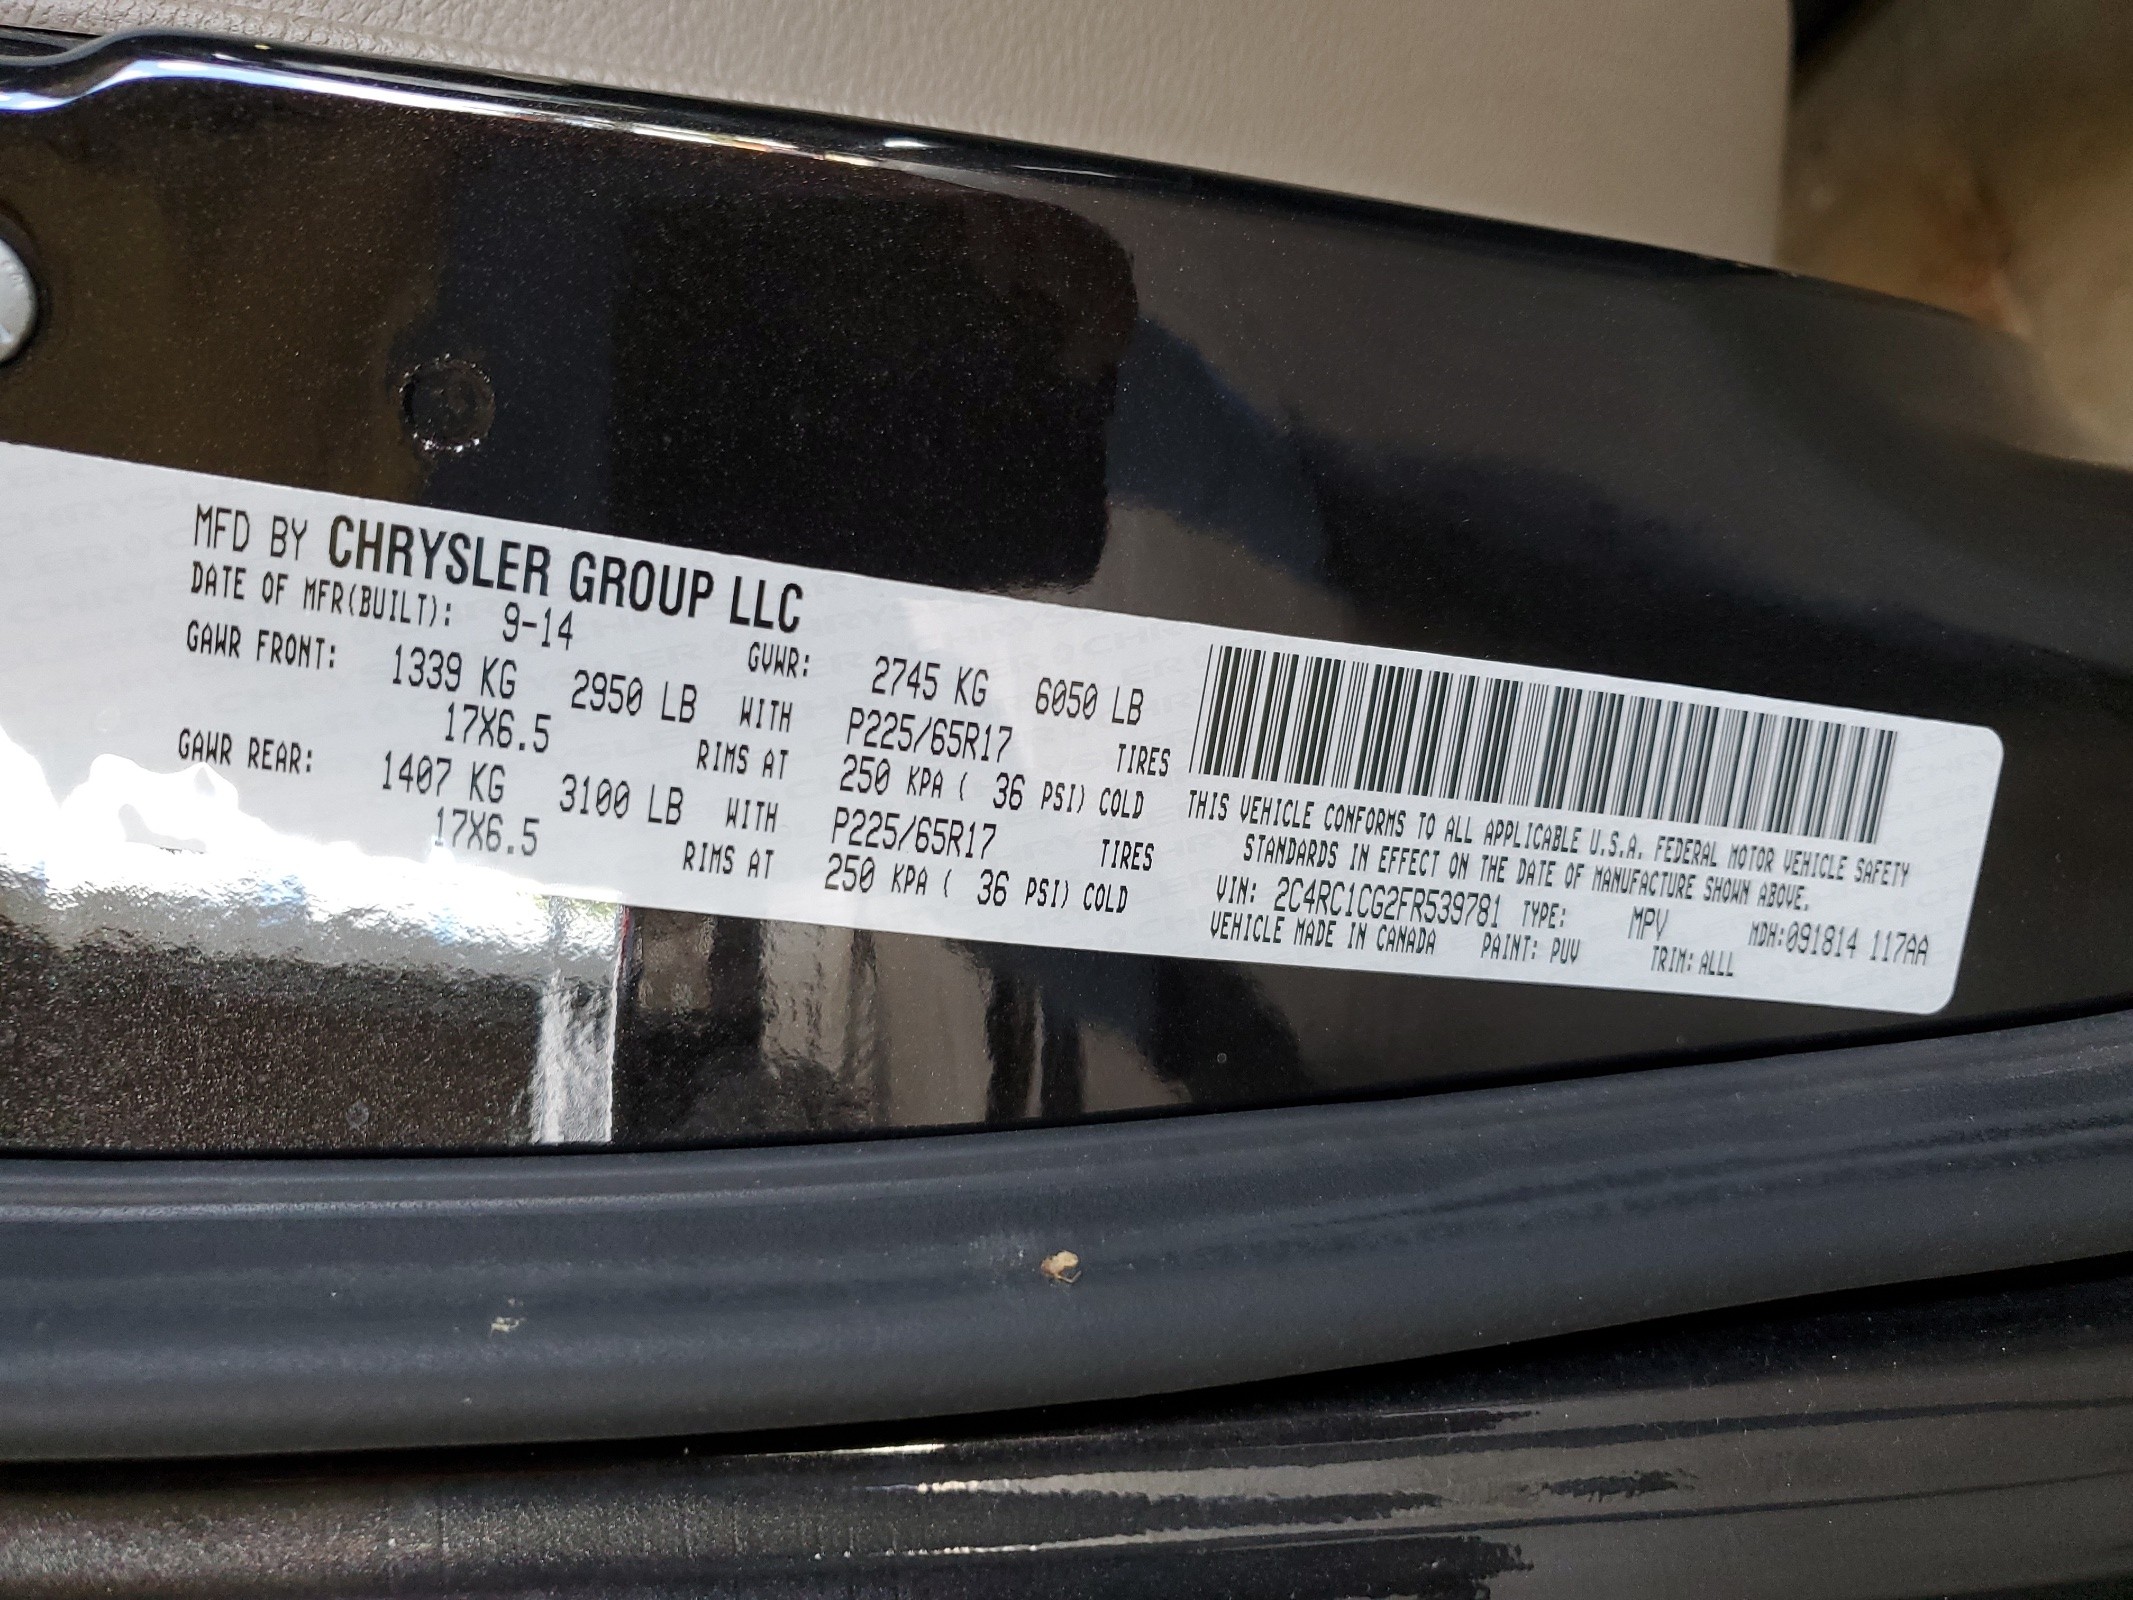 MFD BY CHRYSLER GROUP LLC
DATE OF MFR(BUILT): 9-14 GVWR: 2745 KG 6050 LB
GAWR FRONT: 1339 KG 2950 LB WITH P225/65R17 TIRES
17X6.5 RIMS AT 250 KPA ( 36 PSI) COLD
GAWR REAR: 1407 KG 3100 LB WITH P225/65R17 TIRES
17X6.5 RIMS AT 250 KPA ( 36 PSI) COLD
THIS VEHICLE CONFORMS TO ALL APPLICABLE U.S.A. FEDERAL MOTOR VEHICLE SAFETY
STANDARDS IN EFFECT ON THE DATE OF MANUFACTURE SHOWN ABOVE.
VIN: 2C4RC1CG2FR539781 TYPE: MPV MDH:091814 117AA
VEHICLE MADE IN CANADA PAINT: PUV TRIM: ALLL